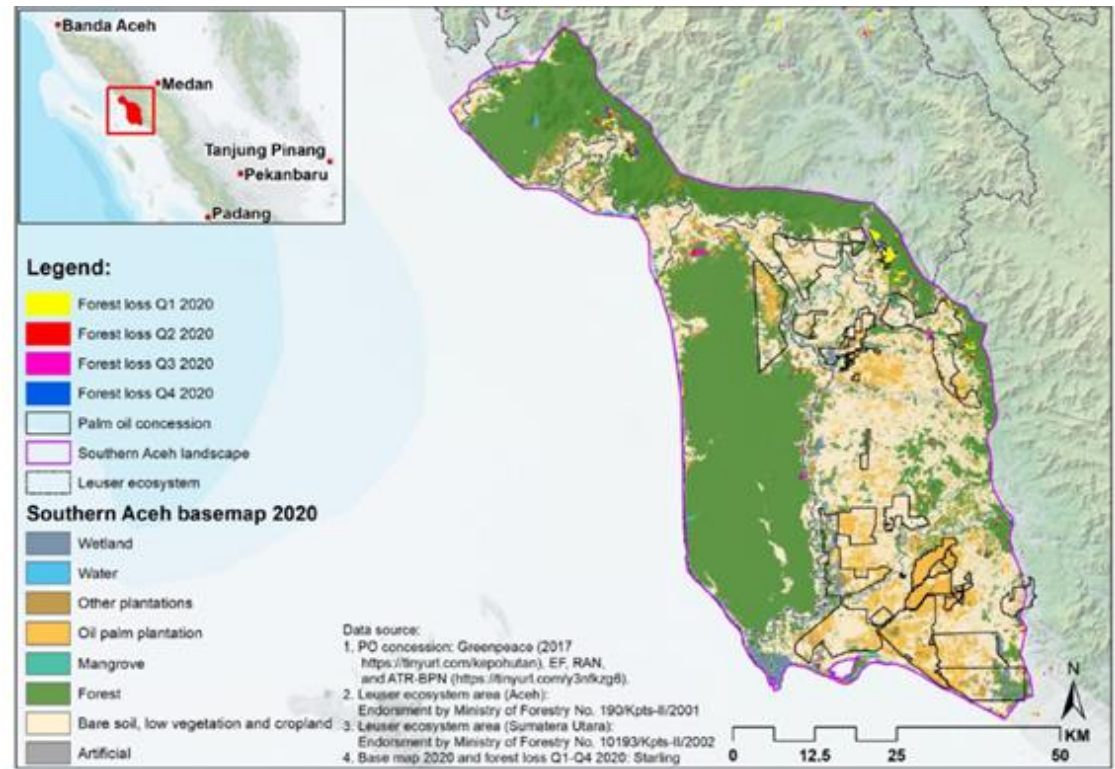 Banda Aceh
Medan
Tanjung Pinang
Pekanbaru
Padang
Legend:
Forest loss Q1 2020
Forest loss Q2 2020
Forest loss Q3 2020
Forest loss Q4 2020
Palm oil concession
Southern Aceh landscape
Leuser ecosystem
Southern Aceh basemap 2020
Wetland
Water
Other plantations
Oil palm plantation
Mangrove
Forest
Bare soil, low vegetation and cropland
Artificial
Data source:
1. PO concession: Greenpeace (2017
https://tinyurl.com/kepohutan), EF, RAN,
and ATR-BPN (https://tinyurl.com/y3nfkzg6).
2. Leuser ecosystem area (Aceh):
Endorsment by Ministry of Forestry No. 190/Kpts-II/2001
3. Leuser ecosystem area (Sumatera Utara):
Endorsment by Ministry of Forestry No. 10193/Kpts-II/2002
4. Base map 2020 and forest loss Q1-Q4 2020: Starling
N
KM
0 12.5 25 50